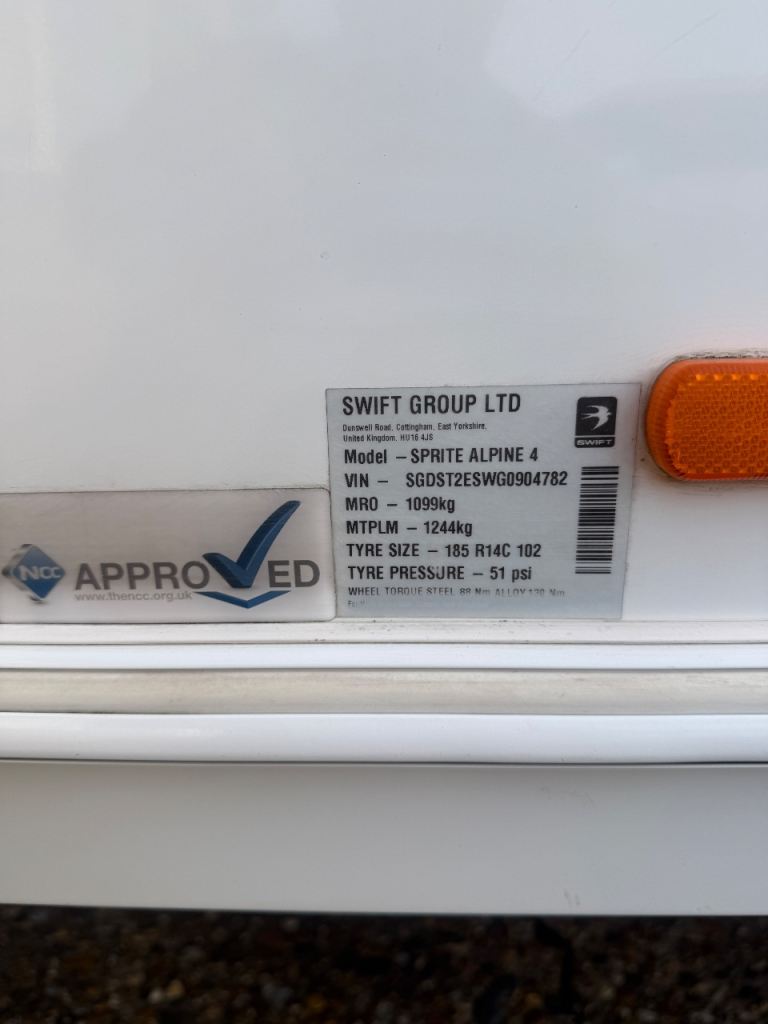 SWIFT GROUP LTD
Dunswell Road, Cottingham, East Yorkshire,
United Kingdom. HU16 4JS
SWIFT
Model – SPRITE ALPINE 4
VIN – SGDST2ESWG0904782
MRO – 1099kg
MTPLM – 1244kg
TYRE SIZE – 185 R14C 102
TYRE PRESSURE – 51 psi
WHEEL TORQUE STEEL 88 Nm ALLOY 130 Nm
NCC APPROVED
www.thencc.org.uk